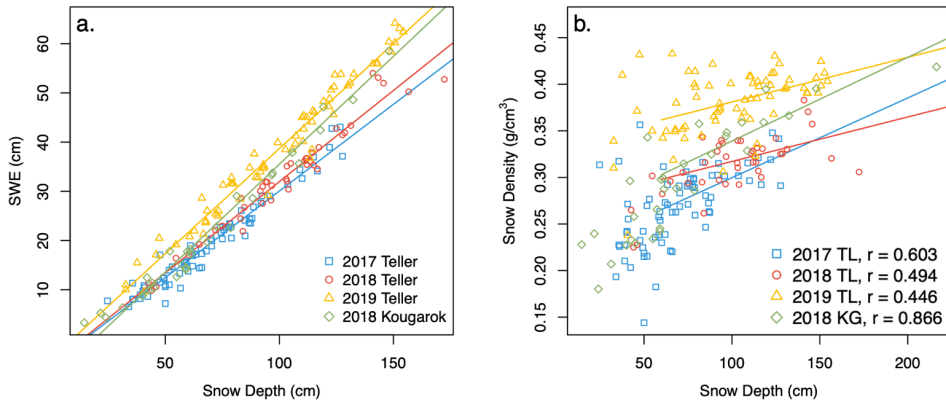 a.
SWE (cm)
60
50
40
30
20
10
50
100
150
Snow Depth (cm)
2017 Teller
2018 Teller
2019 Teller
2018 Kougarok
b.
Snow Density (g/cm³)
0.45
0.40
0.35
0.30
0.25
0.20
0.15
50
100
150
200
Snow Depth (cm)
2017 TL, r = 0.603
2018 TL, r = 0.494
2019 TL, r = 0.446
2018 KG, r = 0.866